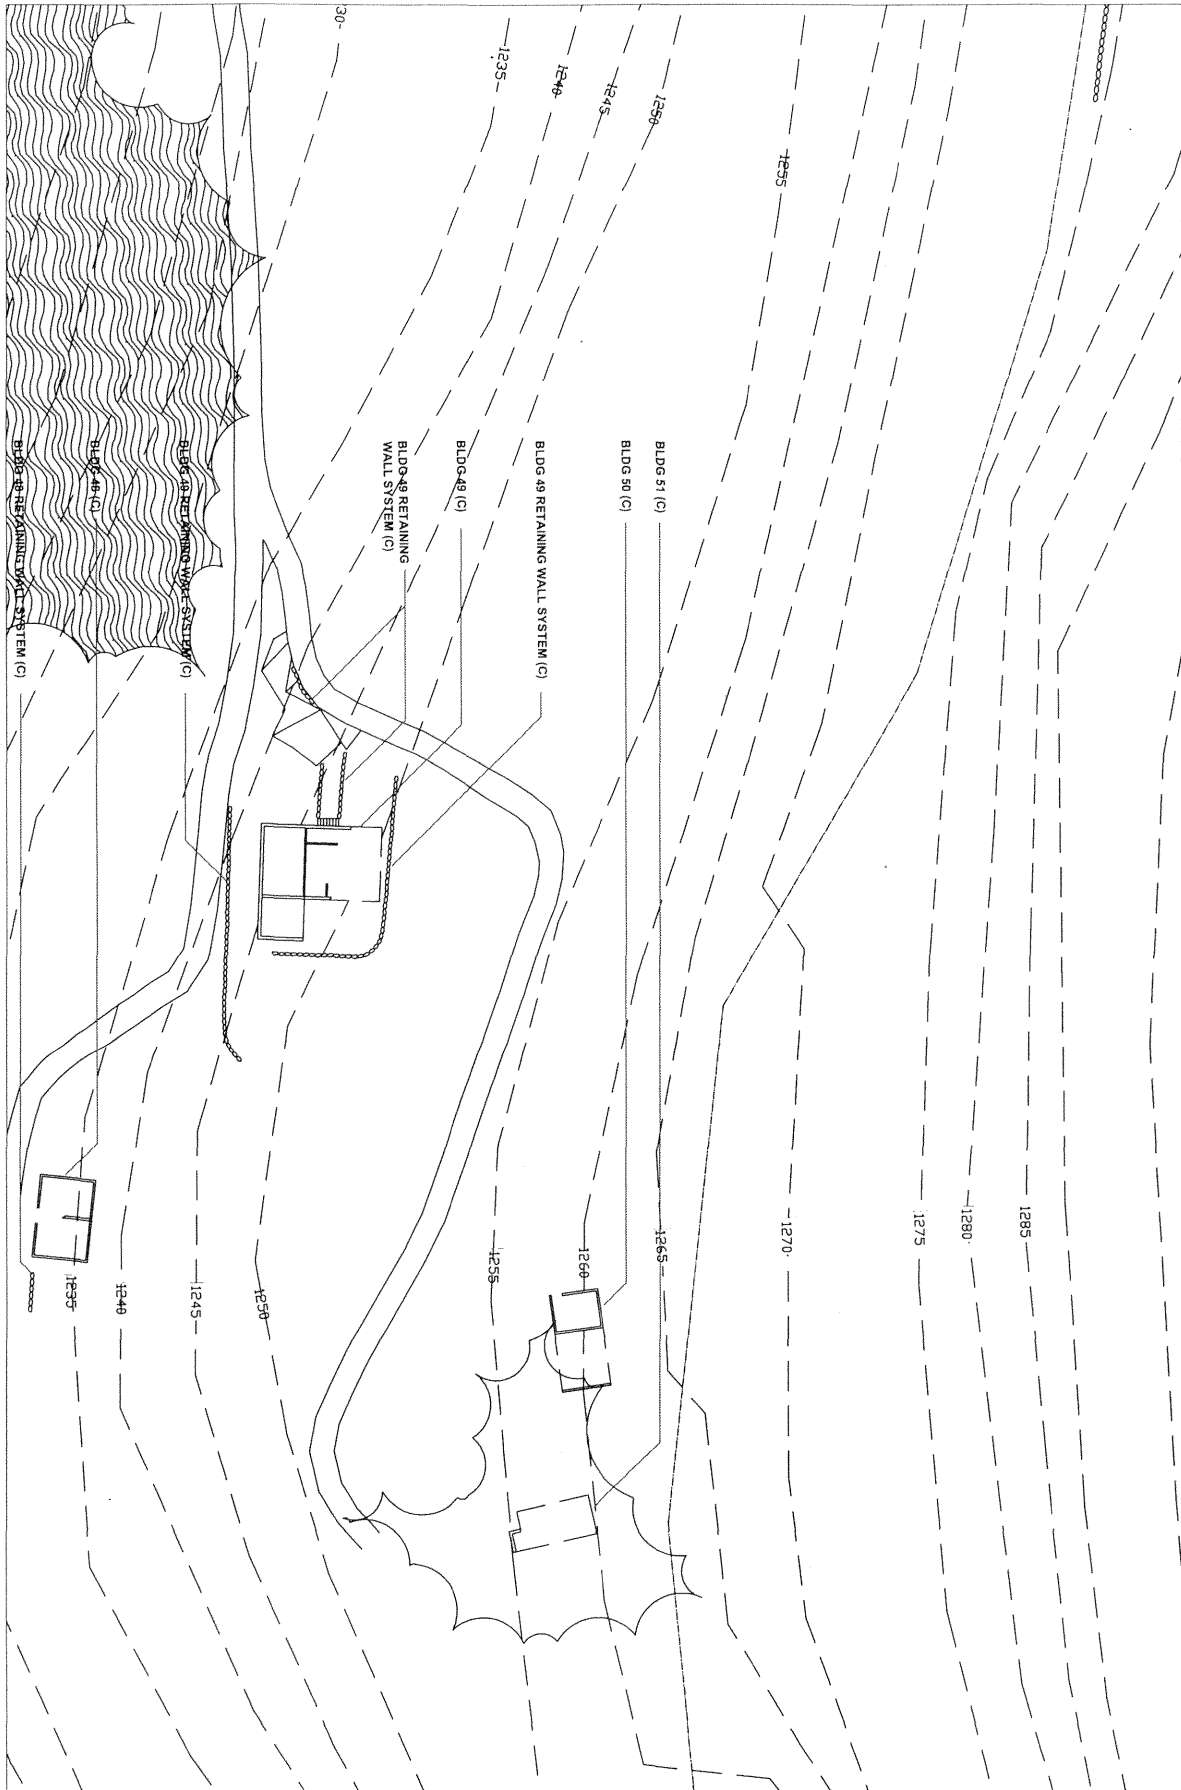 30-
-1235-
1240
1245
1250
-1255
BLDG 51 (C)
BLDG 50 (C)
BLDG 49 RETAINING WALL SYSTEM (C)
BLDG 49 (C)
BLDG 49 RETAINING
WALL SYSTEM (C)
BLDG 49 RETAINING WALL SYSTEM (C)
BLDG 48 (C)
BLDG 48 RETAINING WALL SYSTEM (C)
1285
-1280-
1275
-1270-
1265
1260
1255
1250
1245
1240
1235